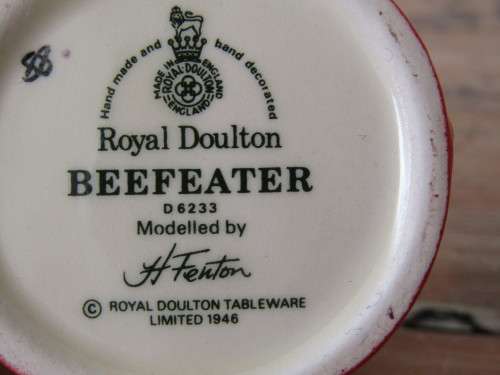 Hand made and hand decorated
MADE IN ENGLAND
ROYAL DOULTON
ENGLAND
Royal Doulton
BEEFEATER
D 6233
Modelled by
H Fenton
© ROYAL DOULTON TABLEWARE
LIMITED 1946